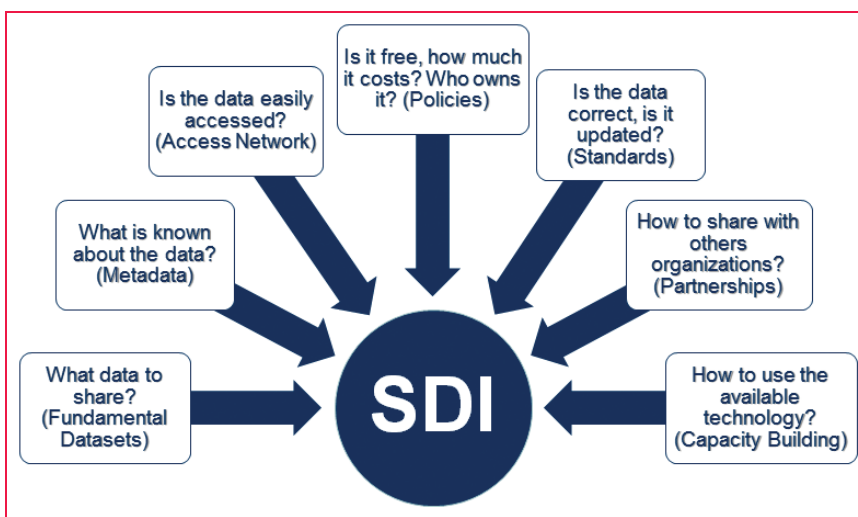 Is it free, how much
it costs? Who owns
it? (Policies)
Is the data easily
accessed?
(Access Network)
Is the data
correct, is it
updated?
(Standards)
What is known
about the data?
(Metadata)
How to share with
others
organizations?
(Partnerships)
What data to
share?
(Fundamental
Datasets)
SDI
How to use the
available
technology?
(Capacity Building)